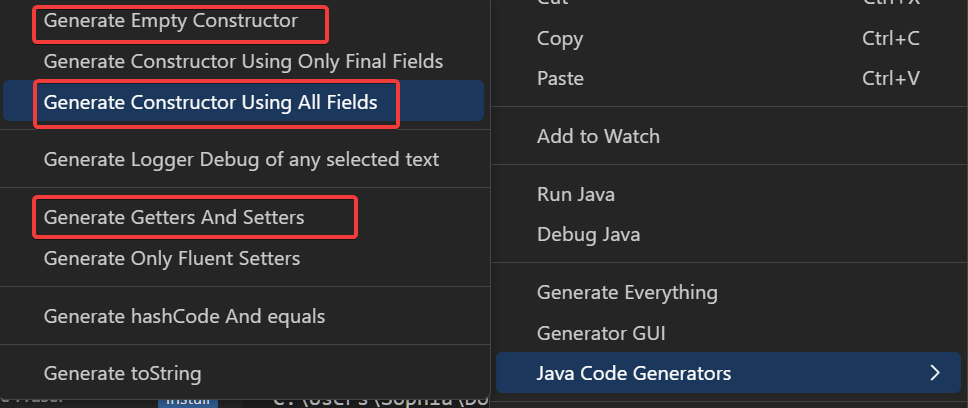 Generate Empty Constructor
Generate Constructor Using Only Final Fields
Generate Constructor Using All Fields
Generate Logger Debug of any selected text
Generate Getters And Setters
Generate Only Fluent Setters
Generate hashCode And equals
Generate toString
Cut Ctrl+X
Copy Ctrl+C
Paste Ctrl+V
Add to Watch
Run Java
Debug Java
Generate Everything
Generator GUI
Java Code Generators
Install C:\Users\Sophia\Do